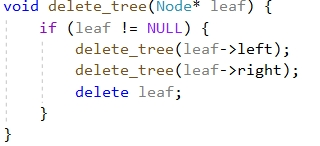 void delete_tree(Node* leaf) {
    if (leaf != NULL) {
        delete_tree(leaf->left);
        delete_tree(leaf->right);
        delete leaf;
    }
}